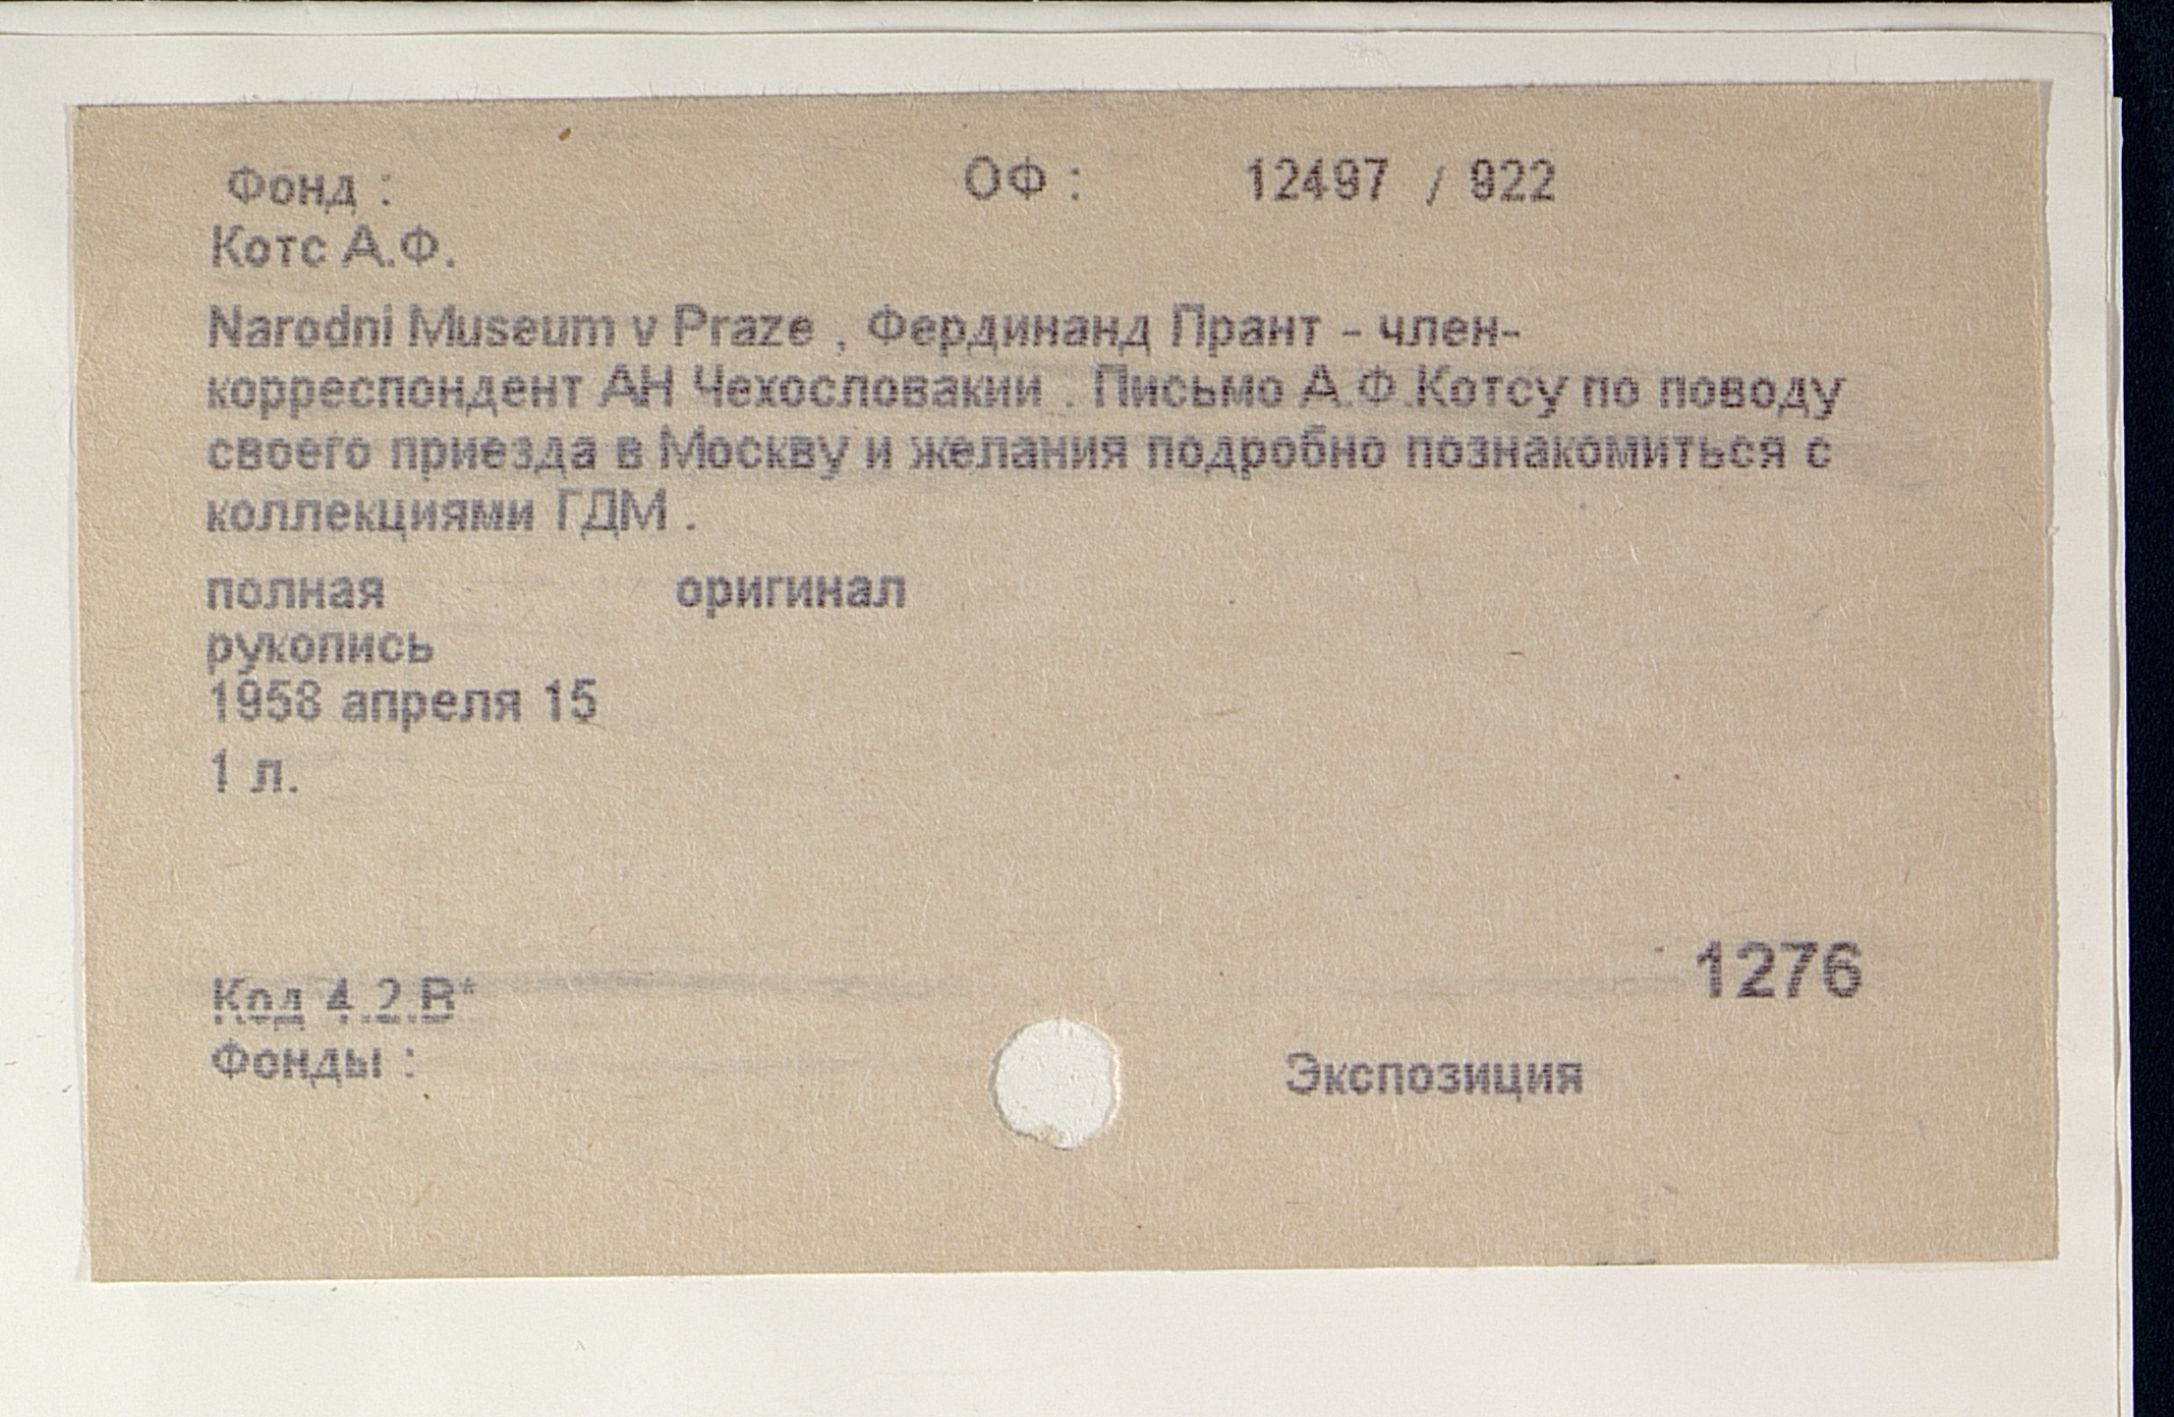 Фонд : ОФ : 12497 / 922
Котс А.Ф.
Narodni Museum v Praze , Фердинанд Прант - член-
корреспондент АН Чехословакии . Письмо А.Ф.Котсу по поводу
своего приезда в Москву и желания подробно познакомиться с
коллекциями ГДМ .
полная оригинал
рукопись
1958 апреля 15
1 л.
1276
Код 4.2.В*
Фонды : Экспозиция